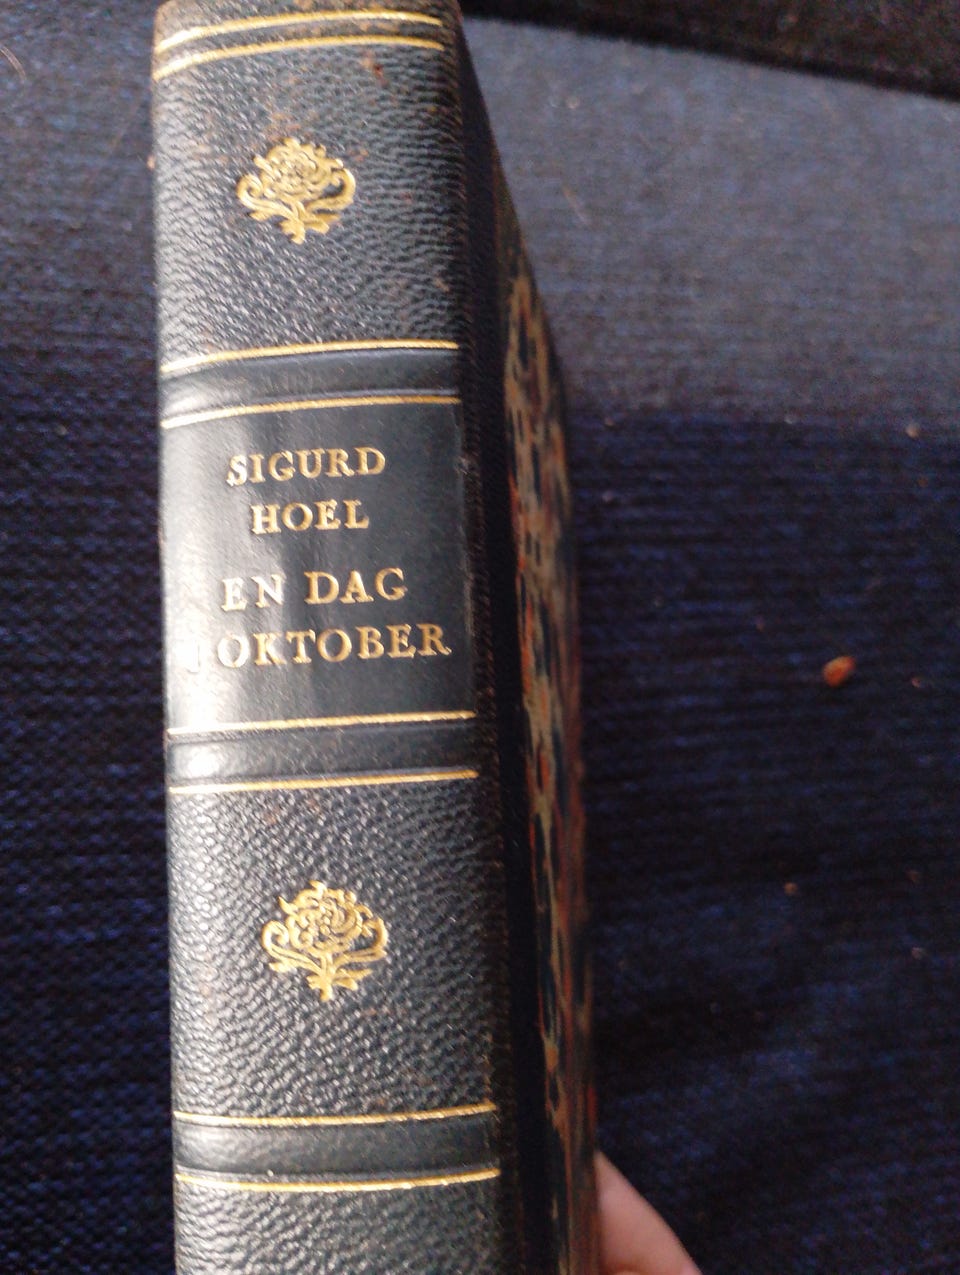 SIGURD
HOEL
EN DAG
I OKTOBER